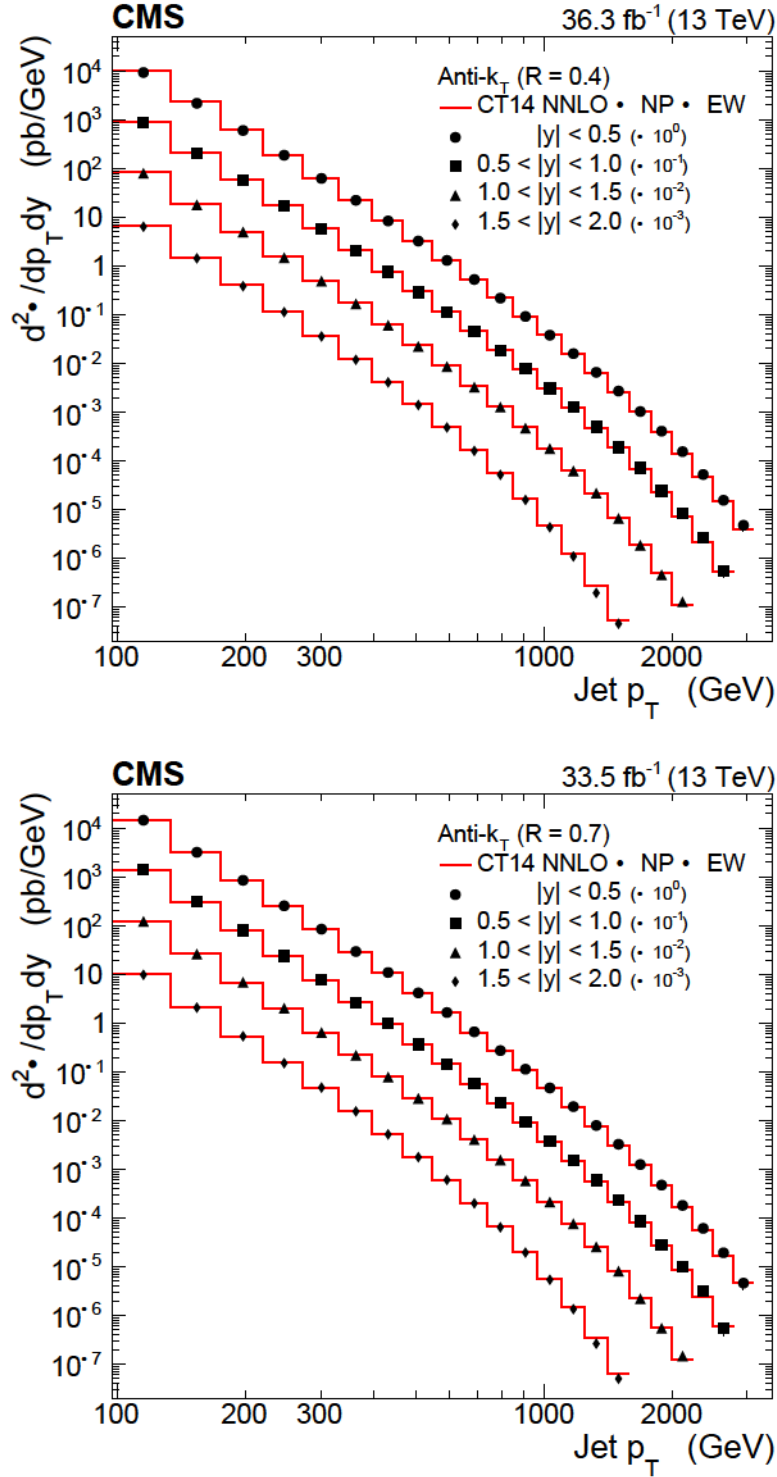 CMS 36.3 fb⁻¹ (13 TeV)
Anti-k_T (R = 0.4)
CT14 NNLO • NP • EW
|y| < 0.5 (• 10⁰)
0.5 < |y| < 1.0 (• 10⁻¹)
1.0 < |y| < 1.5 (• 10⁻²)
1.5 < |y| < 2.0 (• 10⁻³)
d²•/dp_T dy (pb/GeV)
10⁴
10³
10²
10
1
10⁻¹
10⁻²
10⁻³
10⁻⁴
10⁻⁵
10⁻⁶
10⁻⁷
100 200 300 1000 2000
Jet p_T (GeV)
CMS 33.5 fb⁻¹ (13 TeV)
Anti-k_T (R = 0.7)
CT14 NNLO • NP • EW
|y| < 0.5 (• 10⁰)
0.5 < |y| < 1.0 (• 10⁻¹)
1.0 < |y| < 1.5 (• 10⁻²)
1.5 < |y| < 2.0 (• 10⁻³)
d²•/dp_T dy (pb/GeV)
10⁴
10³
10²
10
1
10⁻¹
10⁻²
10⁻³
10⁻⁴
10⁻⁵
10⁻⁶
10⁻⁷
100 200 300 1000 2000
Jet p_T (GeV)